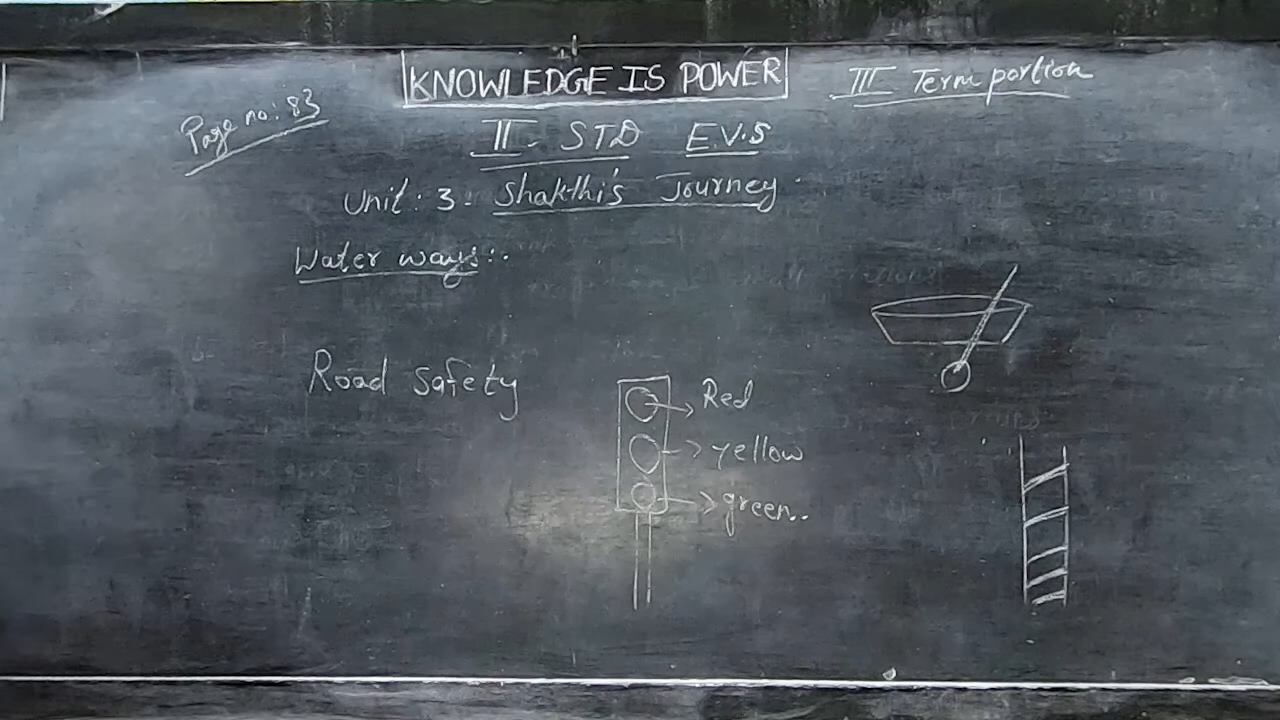 KNOWLEDGE IS POWER
III Term portion
Page no: 83
II - STD E.V.S
Unit: 3. Shakthi's Journey.
Water ways:.
Road safety
Red
yellow
green..